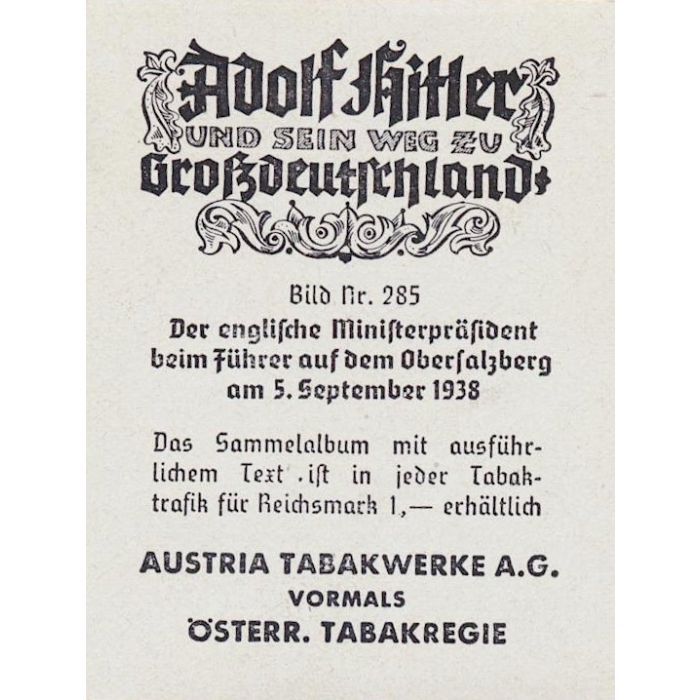 Adolf Hitler
UND SEIN WEG ZU
Großdeutschland
Bild Nr. 285
Der englische Ministerpräsident
beim Führer auf dem Obersalzberg
am 5. September 1938
Das Sammelalbum mit ausführ-
lichem Text ist in jeder Tabak-
trafik für Reichsmark 1,— erhältlich
AUSTRIA TABAKWERKE A.G.
VORMALS
ÖSTERR. TABAKREGIE